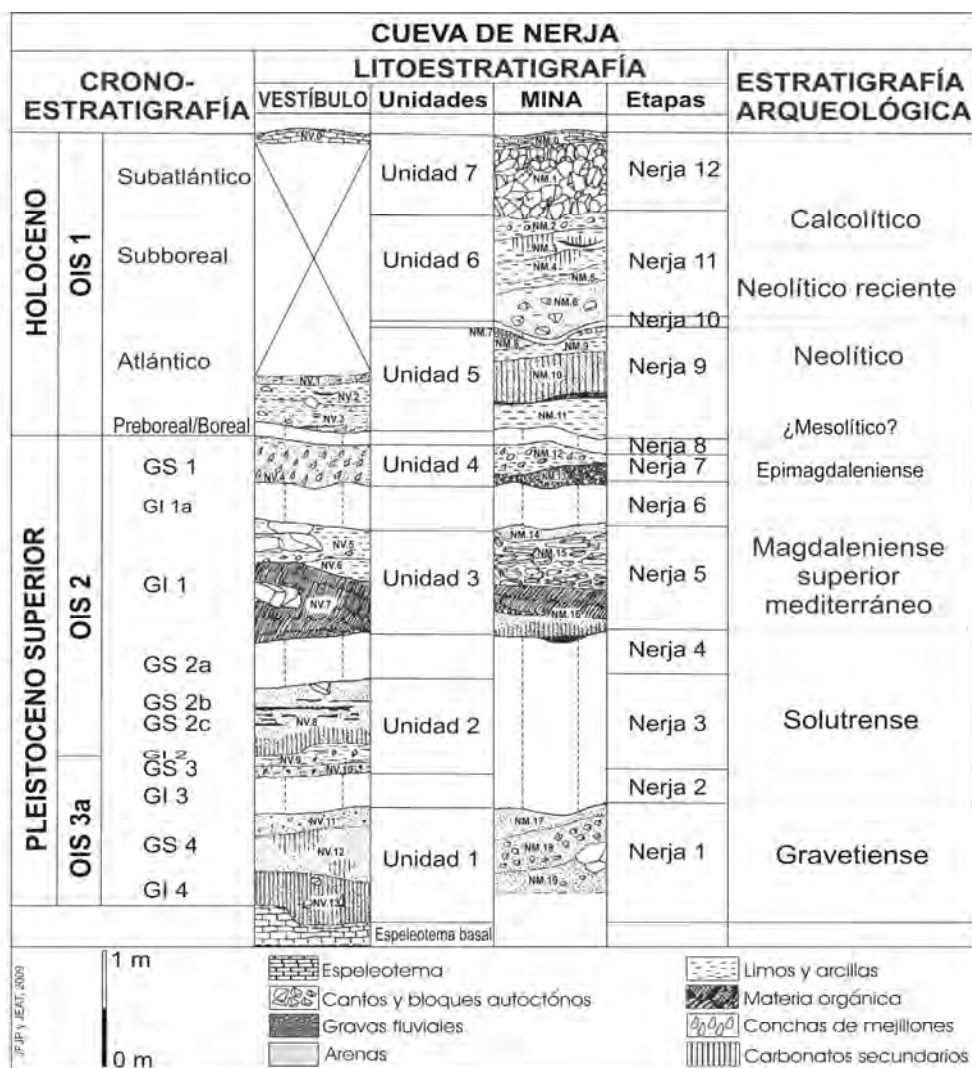 CUEVA DE NERJA
CRONO-
ESTRATIGRAFÍA
LITOESTRATIGRAFÍA
VESTÍBULO
Unidades
MINA
Etapas
ESTRATIGRAFÍA
ARQUEOLÓGICA
HOLOCENO
OIS 1
Subatlántico
Subboreal
Atlántico
Preboreal/Boreal
PLEISTOCENO SUPERIOR
OIS 2
OIS 3a
GS 1
GI 1a
GI 1
GS 2a
GS 2b
GS 2c
GI 2
GS 3
GI 3
GS 4
GI 4
NV.0
NV.1
NV.2
NV.3
NV.4
NV.5
NV.6
NV.7
NV.8
NV.9
NV.10
NV.11
NV.12
NV.13
Unidad 7
Unidad 6
Unidad 5
Unidad 4
Unidad 3
Unidad 2
Unidad 1
Espeleotema basal
NM.0
NM.1
NM.2
NM.3
NM.4
NM.5
NM.6
NM.7
NM.8
NM.9
NM.10
NM.11
NM.12
NM.13
NM.14
NM.15
NM.16
NM.17
NM.18
NM.19
Nerja 12
Nerja 11
Nerja 10
Nerja 9
Nerja 8
Nerja 7
Nerja 6
Nerja 5
Nerja 4
Nerja 3
Nerja 2
Nerja 1
Calcolítico
Neolítico reciente
Neolítico
¿Mesolítico?
Epimagdaleniense
Magdaleniense
superior
mediterráneo
Solutrense
Gravetiense
JFJP y JEAT, 2009
1 m
0 m
Espeleotema
Cantos y bloques autoctónos
Gravas fluviales
Arenas
Limos y arcillas
Materia orgánica
Conchas de mejillones
Carbonatos secundarios